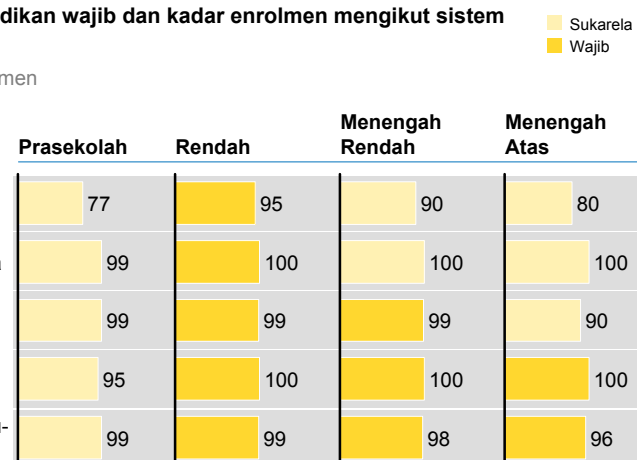 dikan wajib dan kadar enrolmen mengikut sistem
Sukarela
Wajib
men
Prasekolah Rendah Menengah Rendah Menengah Atas
77 95 90 80
99 100 100 100
99 99 99 90
95 100 100 100
99 99 98 96